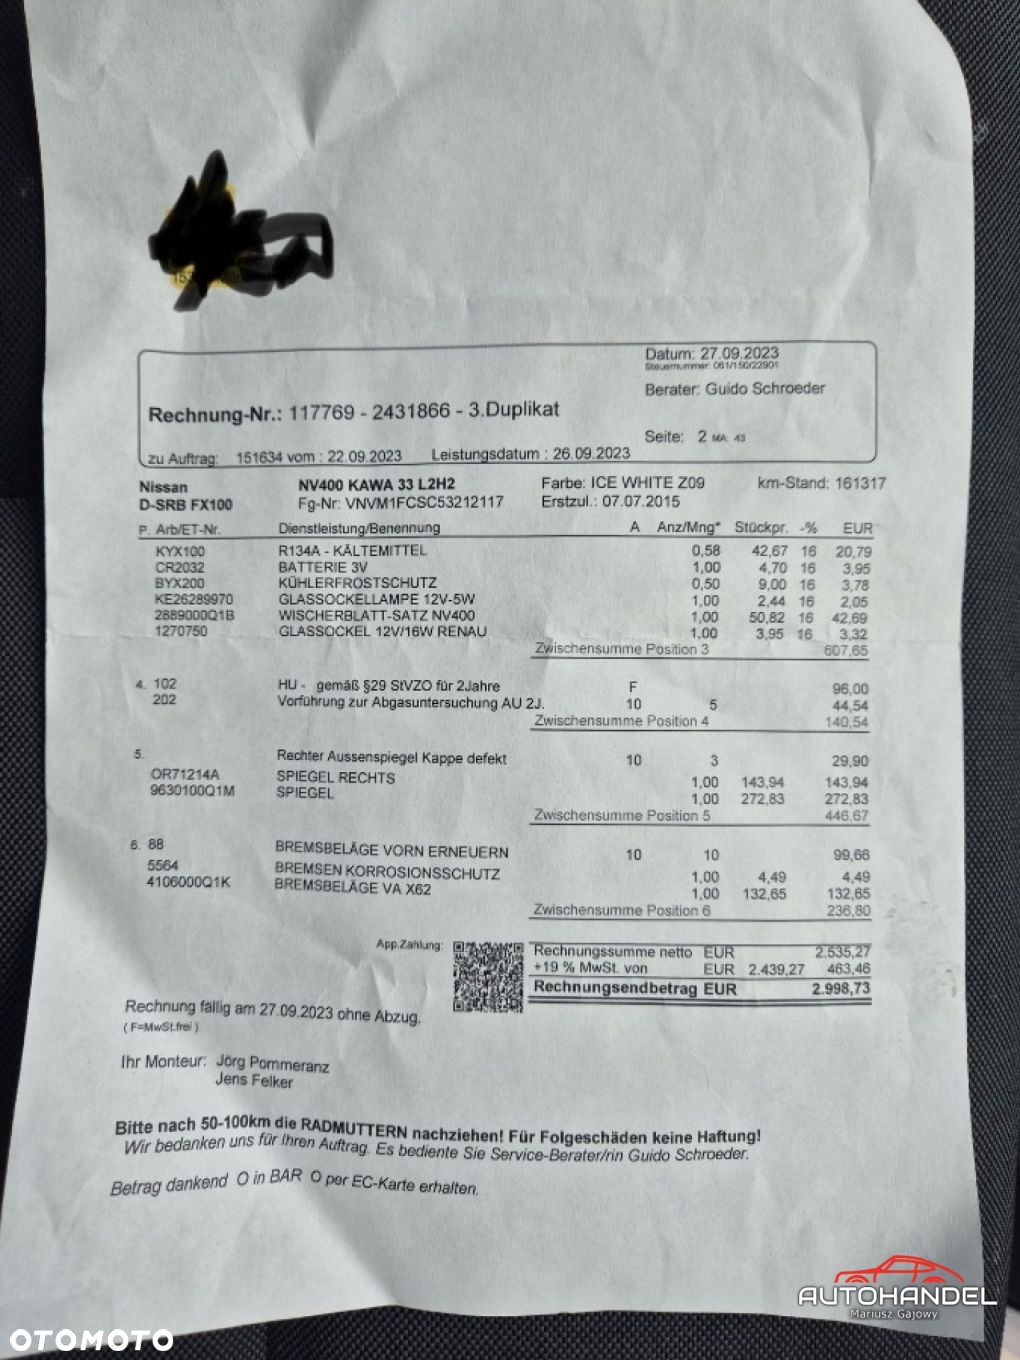 Datum: 27.09.2023
Steuernummer: 061/150/22901
Berater: Guido Schroeder
Rechnung-Nr.: 117769 - 2431866 - 3.Duplikat
Seite: 2 MA: 43
zu Auftrag: 151634 vom : 22.09.2023 Leistungsdatum : 26.09.2023
Nissan NV400 KAWA 33 L2H2 Farbe: ICE WHITE Z09 km-Stand: 161317
D-SRB FX100 Fg-Nr: VNVM1FCSC53212117 Erstzul.: 07.07.2015
P. Arb/ET-Nr. Dienstleistung/Benennung A Anz/Mng* Stückpr. -% EUR
KYX100 R134A - KÄLTEMITTEL 0,58 42,67 16 20,79
CR2032 BATTERIE 3V 1,00 4,70 16 3,95
BYX200 KÜHLERFROSTSCHUTZ 0,50 9,00 16 3,78
KE26289970 GLASSOCKELLAMPE 12V-5W 1,00 2,44 16 2,05
2889000Q1B WISCHERBLATT-SATZ NV400 1,00 50,82 16 42,69
1270750 GLASSOCKEL 12V/16W RENAU 1,00 3,95 16 3,32
Zwischensumme Position 3 607,65
4. 102 HU - gemäß §29 StVZO für 2Jahre F 96,00
202 Vorführung zur Abgasuntersuchung AU 2J. 10 5 44,54
Zwischensumme Position 4 140,54
5. Rechter Aussenspiegel Kappe defekt 10 3 29,90
OR71214A SPIEGEL RECHTS 1,00 143,94 143,94
9630100Q1M SPIEGEL 1,00 272,83 272,83
Zwischensumme Position 5 446,67
6. 88 BREMSBELÄGE VORN ERNEUERN 10 10 99,66
5564 BREMSEN KORROSIONSSCHUTZ 1,00 4,49 4,49
4106000Q1K BREMSBELÄGE VA X62 1,00 132,65 132,65
Zwischensumme Position 6 236,80
App.Zahlung:
Rechnungssumme netto EUR 2.535,27
+19 % MwSt. von EUR 2.439,27 463,46
Rechnungsendbetrag EUR 2.998,73
Rechnung fällig am 27.09.2023 ohne Abzug.
( F=MwSt.frei )
Ihr Monteur: Jörg Pommeranz
Jens Felker
Bitte nach 50-100km die RADMUTTERN nachziehen! Für Folgeschäden keine Haftung!
Wir bedanken uns für Ihren Auftrag. Es bediente Sie Service-Berater/rin Guido Schroeder.
Betrag dankend O in BAR O per EC-Karte erhalten.
AUTOHANDEL
Mariusz Gajowy
OTOMOTO